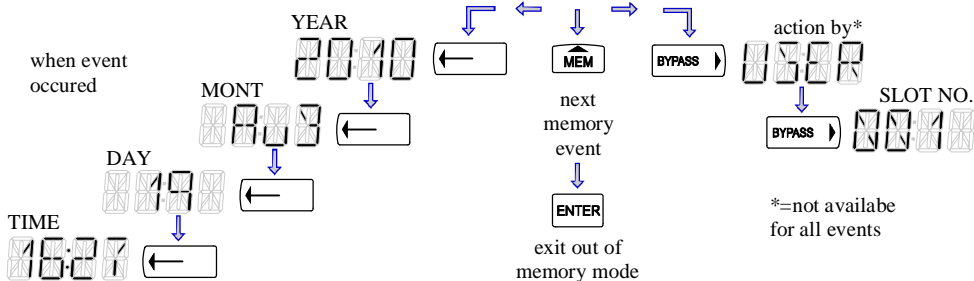 YEAR
2010
when event
occured
MONT
Aug
DAY
19
TIME
16:27
MEM
next
memory
event
ENTER
exit out of
memory mode
BYPASS
action by*
USER
BYPASS
SLOT NO.
001
*=not availabe
for all events